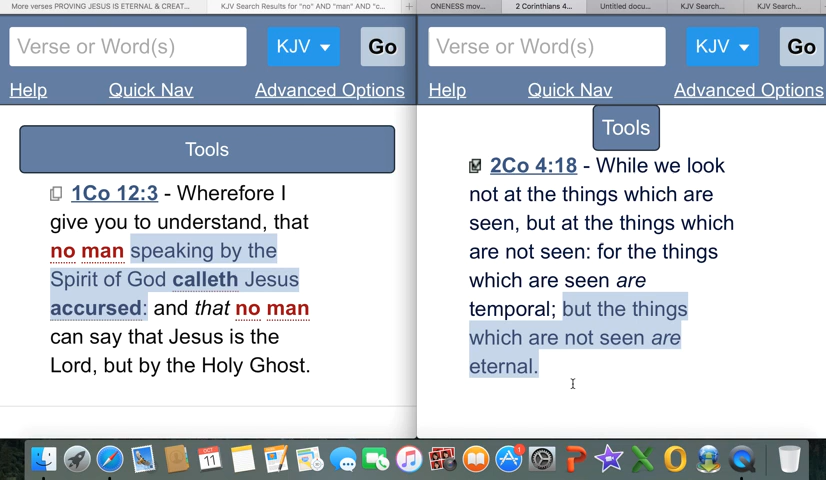 More verses PROVING JESUS IS ETERNAL & CREAT...
KJV Search Results for "no" AND "man" AND "c...
ONENESS mov...
2 Corinthians 4...
Untitled docu...
KJV Search...
KJV Search...
Verse or Word(s)
KJV
Go
Help
Quick Nav
Advanced Options
Tools
1Co 12:3 - Wherefore I
give you to understand, that
no man speaking by the
Spirit of God calleth Jesus
accursed: and that no man
can say that Jesus is the
Lord, but by the Holy Ghost.
Verse or Word(s)
KJV
Go
Help
Quick Nav
Advanced Options
Tools
2Co 4:18 - While we look
not at the things which are
seen, but at the things which
are not seen: for the things
which are seen are
temporal; but the things
which are not seen are
eternal.
OCT
11
1